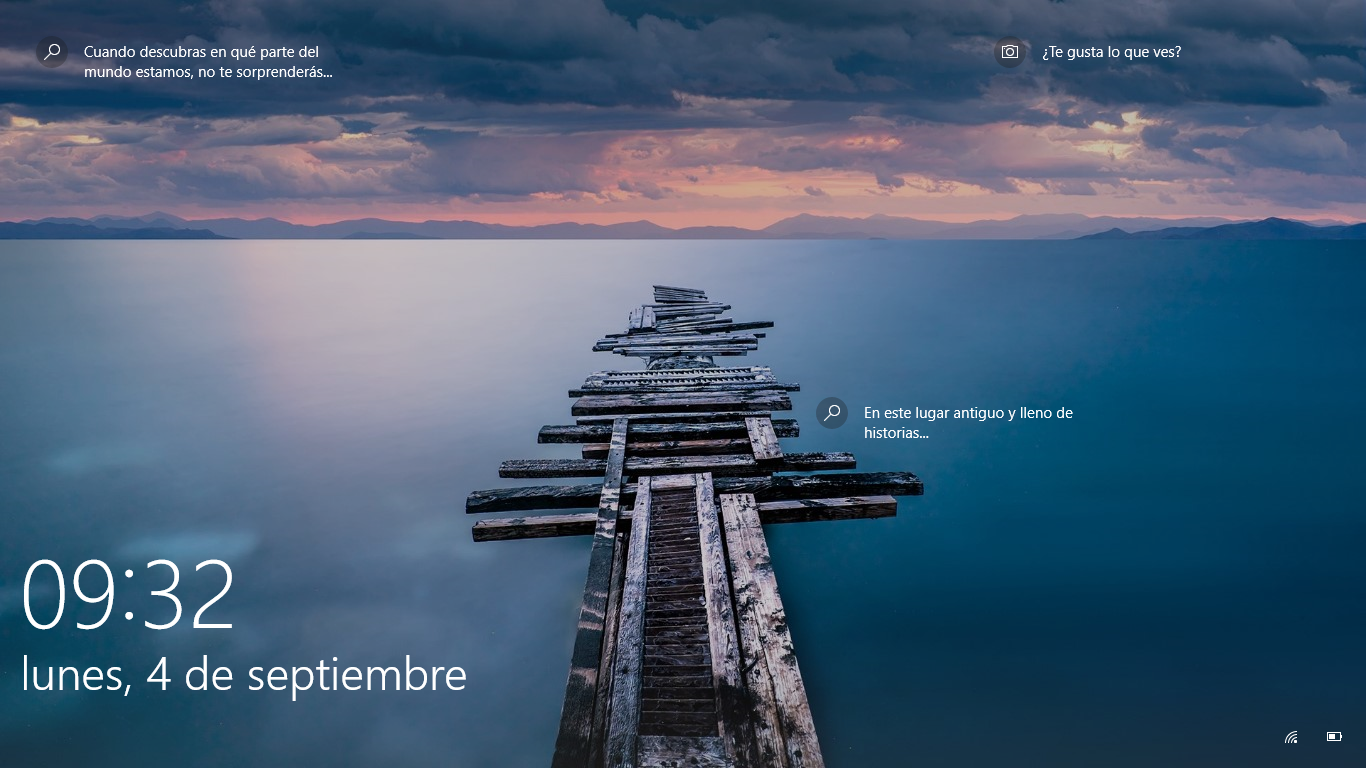 Cuando descubras en qué parte del
mundo estamos, no te sorprenderás...
¿Te gusta lo que ves?
En este lugar antiguo y lleno de
historias...
09:32
lunes, 4 de septiembre